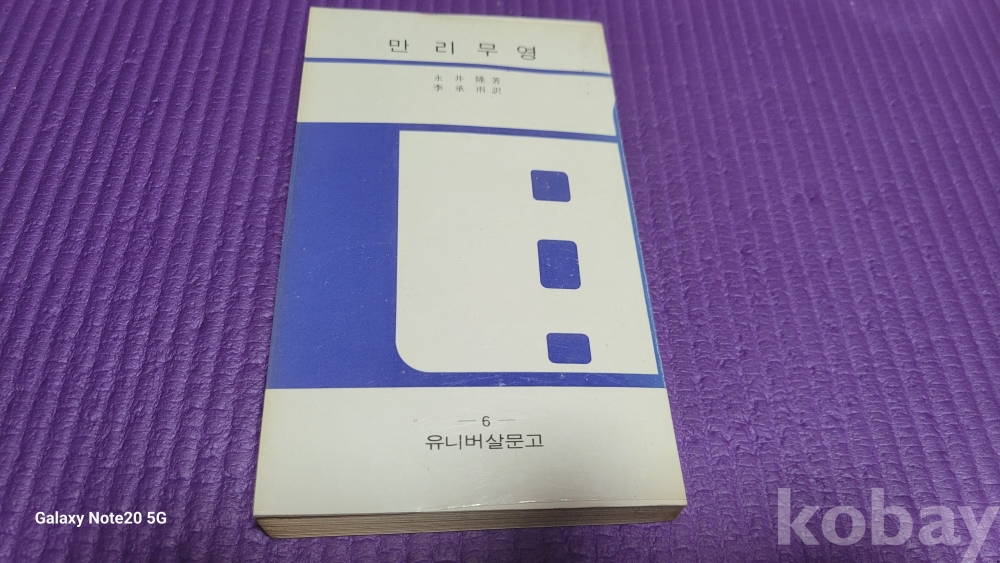 만 리 무 영
永 井 隆 著
李 承 雨 訳
— 6 —
유니버살문고
Galaxy Note20 5G
kobay